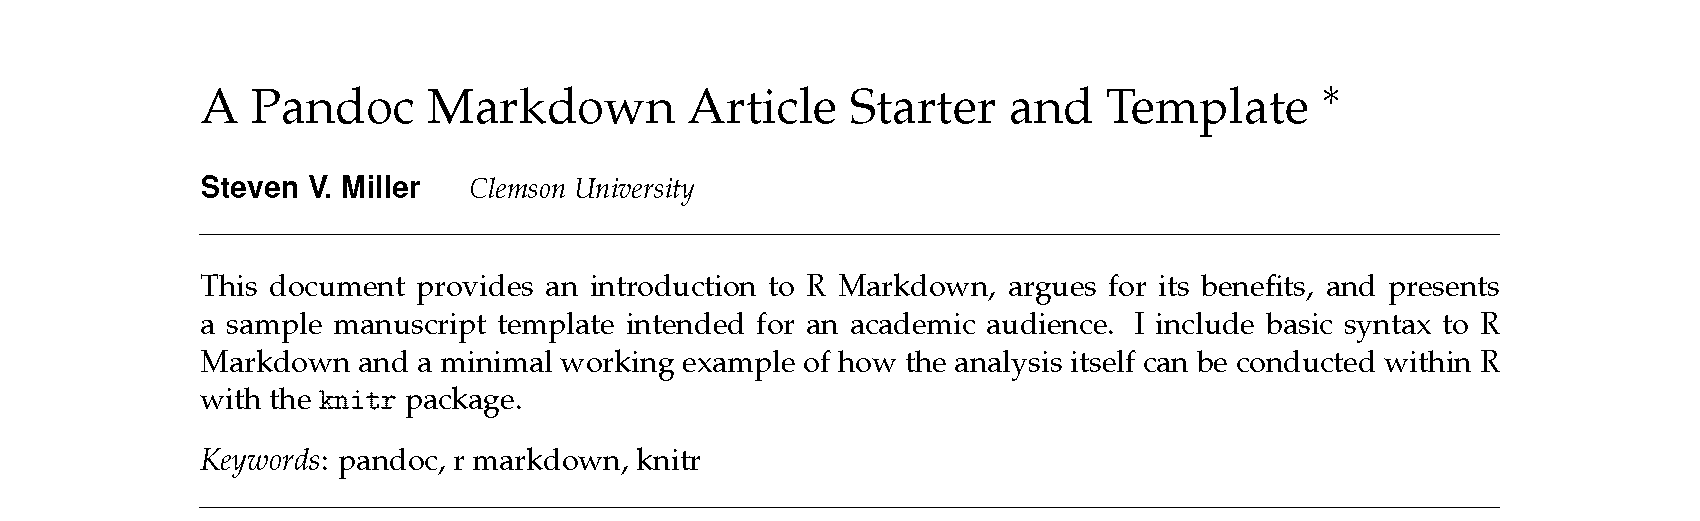 A Pandoc Markdown Article Starter and Template *
Steven V. Miller Clemson University
This document provides an introduction to R Markdown, argues for its benefits, and presents
a sample manuscript template intended for an academic audience. I include basic syntax to R
Markdown and a minimal working example of how the analysis itself can be conducted within R
with the knitr package.
Keywords: pandoc, r markdown, knitr